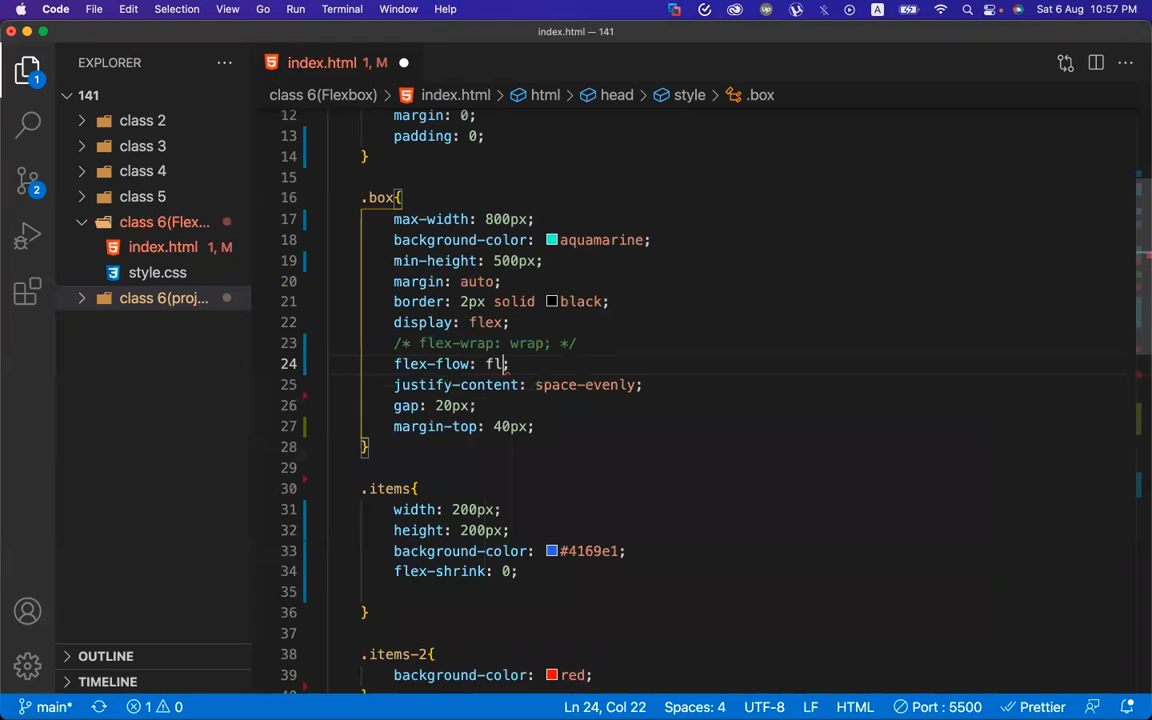 Code File Edit Selection View Go Run Terminal Window Help Up A Sat 6 Aug 10:57 PM
index.html — 141
EXPLORER
index.html 1, M
141
class 6(Flexbox) index.html html head style .box
class 2
class 3
class 4
class 5
class 6(Flex...
index.html 1, M
style.css
class 6(proj...
1
2
12 margin: 0;
13 padding: 0;
14 }
15
16 .box{
17 max-width: 800px;
18 background-color: aquamarine;
19 min-height: 500px;
20 margin: auto;
21 border: 2px solid black;
22 display: flex;
23 /* flex-wrap: wrap; */
24 flex-flow: fl;
25 justify-content: space-evenly;
26 gap: 20px;
27 margin-top: 40px;
28 }
29
30 .items{
31 width: 200px;
32 height: 200px;
33 background-color: #4169e1;
34 flex-shrink: 0;
35
36 }
37
38 .items-2{
39 background-color: red;
OUTLINE
TIMELINE
main* 1 0 Ln 24, Col 22 Spaces: 4 UTF-8 LF HTML Port : 5500 Prettier